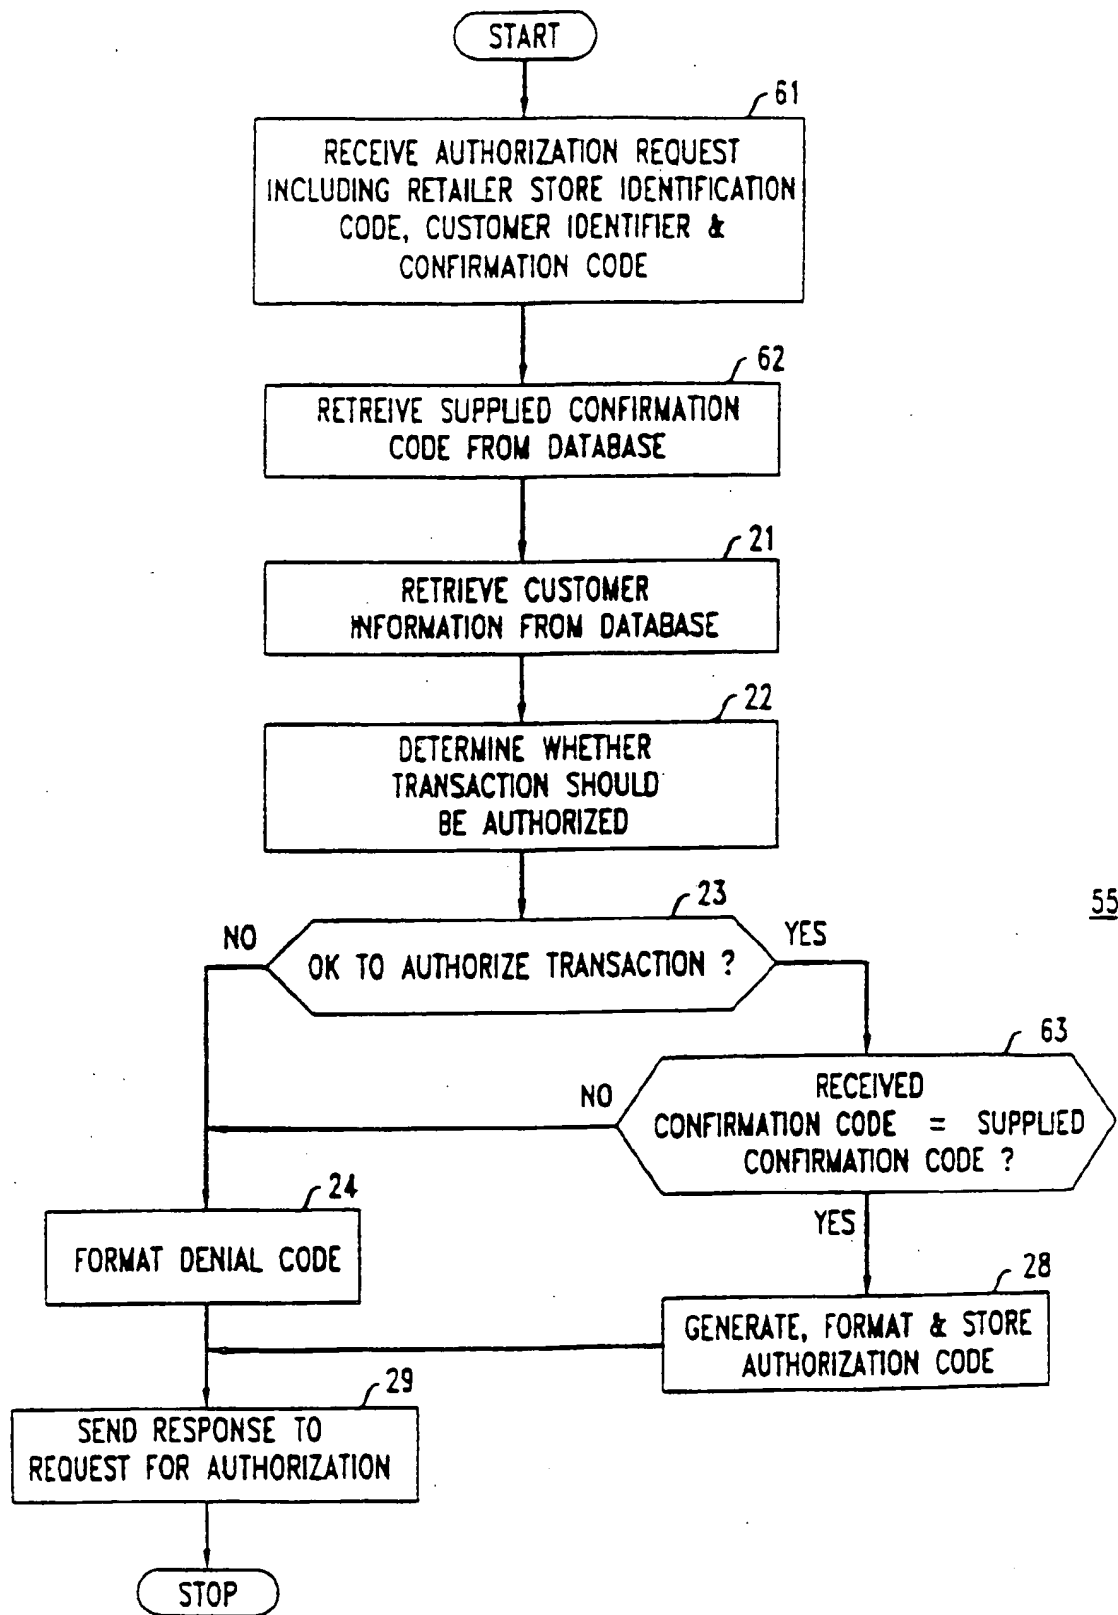 START
61
RECEIVE AUTHORIZATION REQUEST
INCLUDING RETAILER STORE IDENTIFICATION
CODE, CUSTOMER IDENTIFIER &
CONFIRMATION CODE
62
RETREIVE SUPPLIED CONFIRMATION
CODE FROM DATABASE
21
RETRIEVE CUSTOMER
INFORMATION FROM DATABASE
22
DETERMINE WHETHER
TRANSACTION SHOULD
BE AUTHORIZED
23
55
NO
YES
OK TO AUTHORIZE TRANSACTION ?
63
NO
RECEIVED
CONFIRMATION CODE = SUPPLIED
CONFIRMATION CODE ?
24
YES
FORMAT DENIAL CODE
28
GENERATE, FORMAT & STORE
AUTHORIZATION CODE
29
SEND RESPONSE TO
REQUEST FOR AUTHORIZATION
STOP